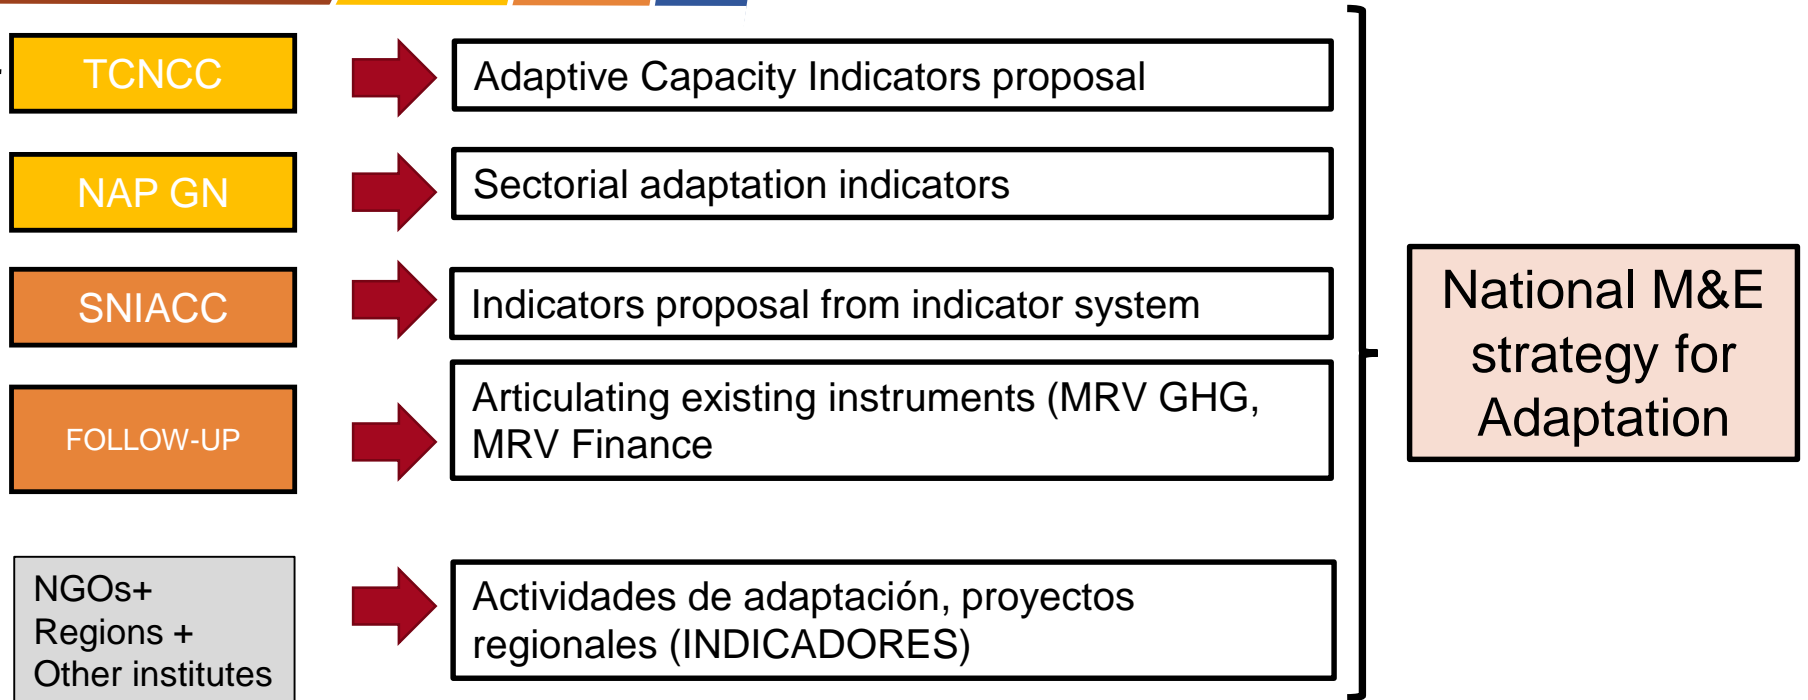 TCNCC
Adaptive Capacity Indicators proposal
NAP GN
Sectorial adaptation indicators
SNIACC
Indicators proposal from indicator system
FOLLOW-UP
Articulating existing instruments (MRV GHG,
MRV Finance
NGOs+
Regions +
Other institutes
Actividades de adaptación, proyectos
regionales (INDICADORES)
National M&E
strategy for
Adaptation